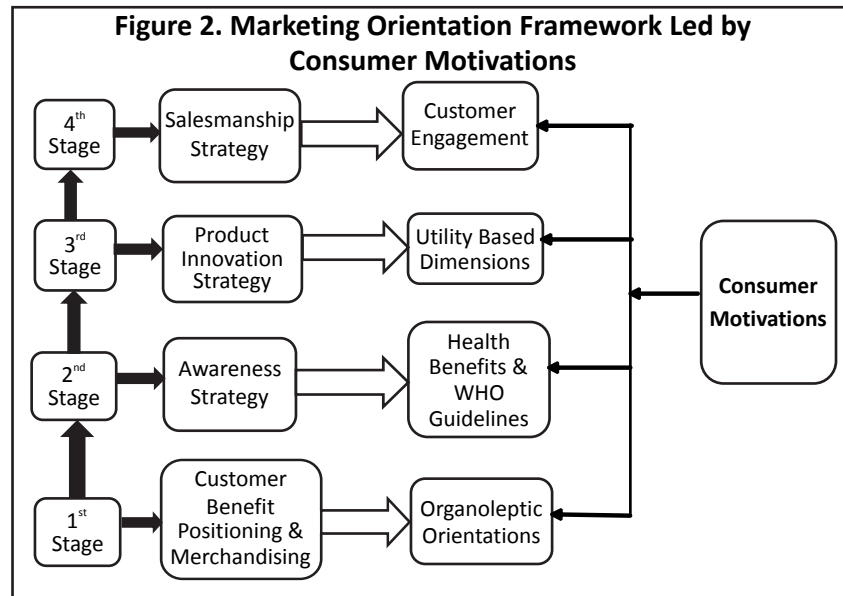 Figure 2. Marketing Orientation Framework Led by
Consumer Motivations
4th
Stage
Salesmanship
Strategy
Customer
Engagement
3rd
Stage
Product
Innovation
Strategy
Utility Based
Dimensions
Consumer
Motivations
2nd
Stage
Awareness
Strategy
Health
Benefits &
WHO
Guidelines
1st
Stage
Customer
Benefit
Positioning &
Merchandising
Organoleptic
Orientations